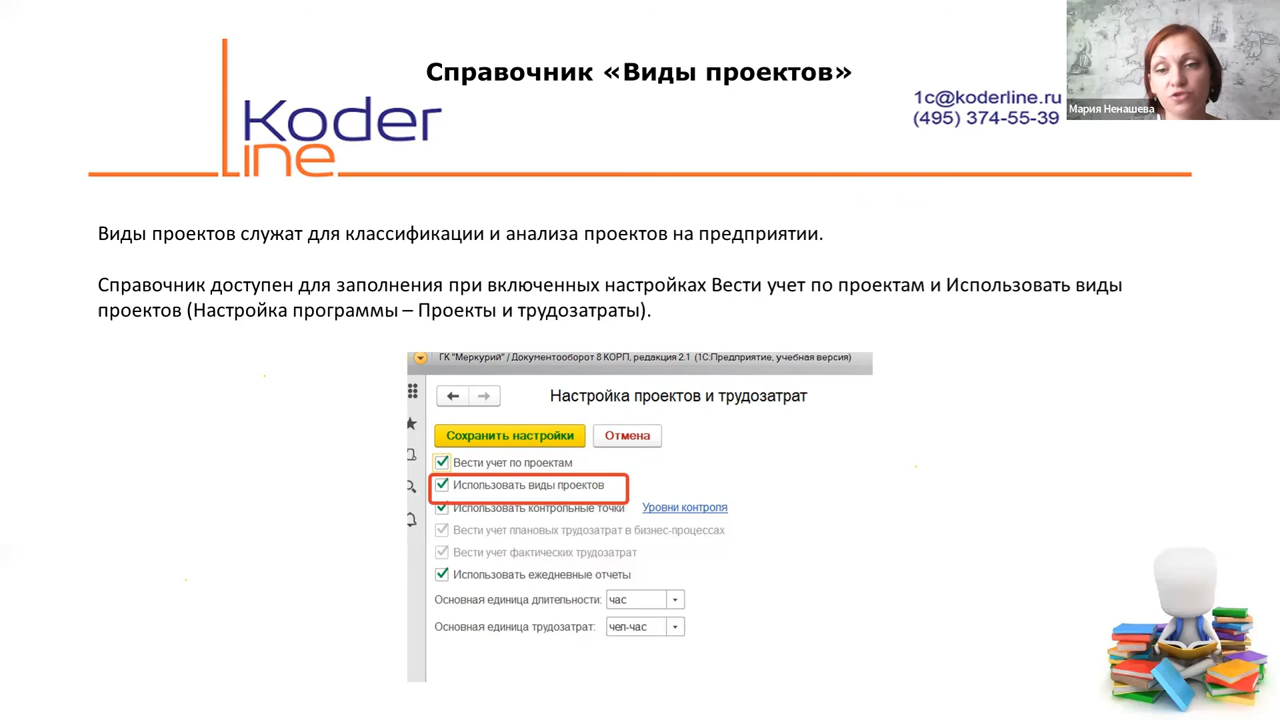 Справочник «Виды проектов»
Koder
line
1c@koderline.ru
(495) 374-55-39
Мария Ненашева
Виды проектов служат для классификации и анализа проектов на предприятии.
Справочник доступен для заполнения при включенных настройках Вести учет по проектам и Использовать виды
проектов (Настройка программы – Проекты и трудозатраты).
ГК "Меркурий" / Документооборот 8 КОРП, редакция 2.1 (1С:Предприятие, учебная версия)
Настройка проектов и трудозатрат
Сохранить настройки
Отмена
Вести учет по проектам
Использовать виды проектов
Использовать контрольные точки Уровни контроля
Вести учет плановых трудозатрат в бизнес-процессах
Вести учет фактических трудозатрат
Использовать ежедневные отчеты
Основная единица длительности: час
Основная единица трудозатрат: чел-час